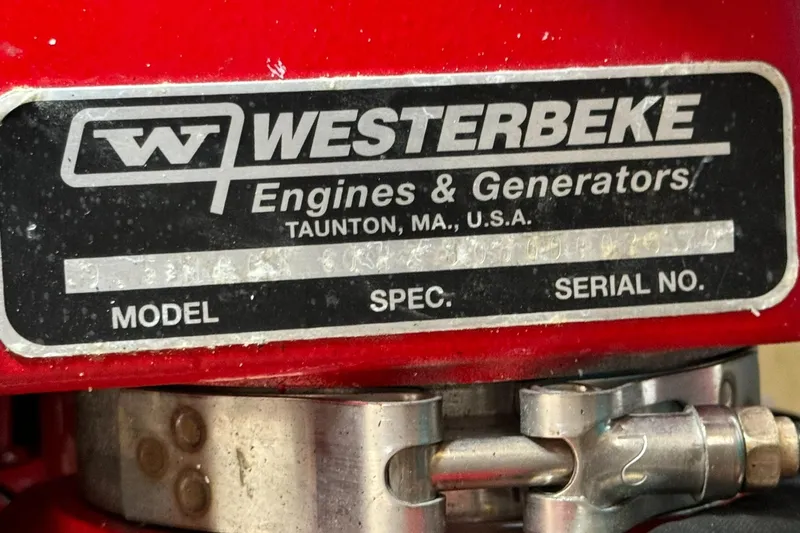 W WESTERBEKE
Engines & Generators
TAUNTON, MA., U.S.A.
MODEL SPEC. SERIAL NO.